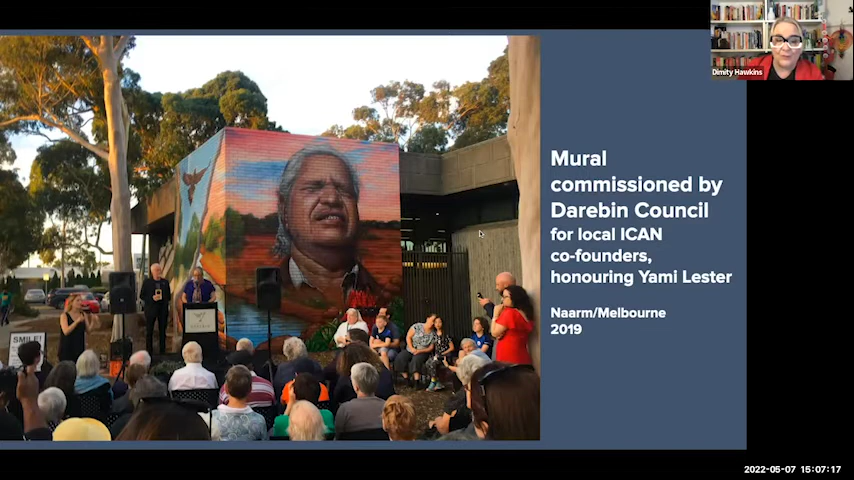 Dimity Hawkins
Mural
commissioned by
Darebin Council
for local ICAN
co-founders,
honouring Yami Lester
Naarm/Melbourne
2019
SMILE!
2022-05-07 15:07:17